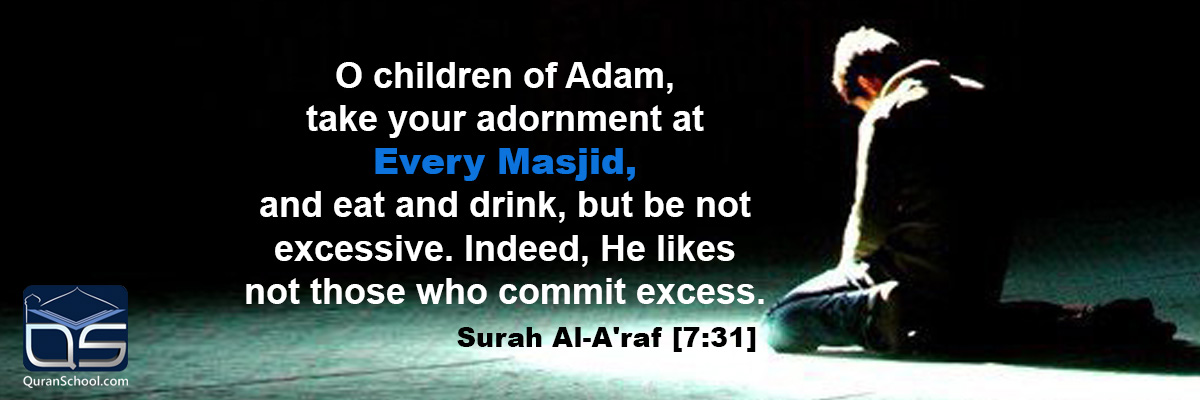 O children of Adam,
take your adornment at
Every Masjid,
and eat and drink, but be not
excessive. Indeed, He likes
not those who commit excess.
Surah Al-A'raf [7:31]
QS
QuranSchool.com